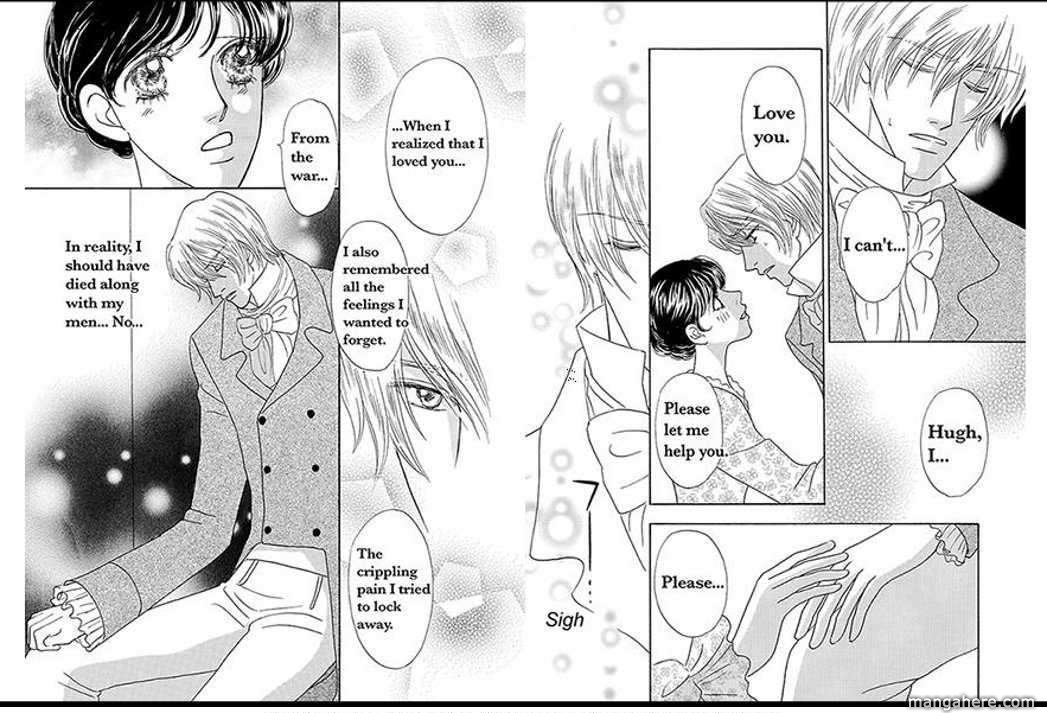 I can't...
Hugh,
I...
Love
you.
Please
let me
help you.
Please...
Sigh
...When I
realized that I
loved you...
I also
remembered
all the
feelings I
wanted to
forget.
The
crippling
pain I tried
to lock
away.
From
the
war...
In reality, I
should have
died along
with my
men... No...
mangahere.com